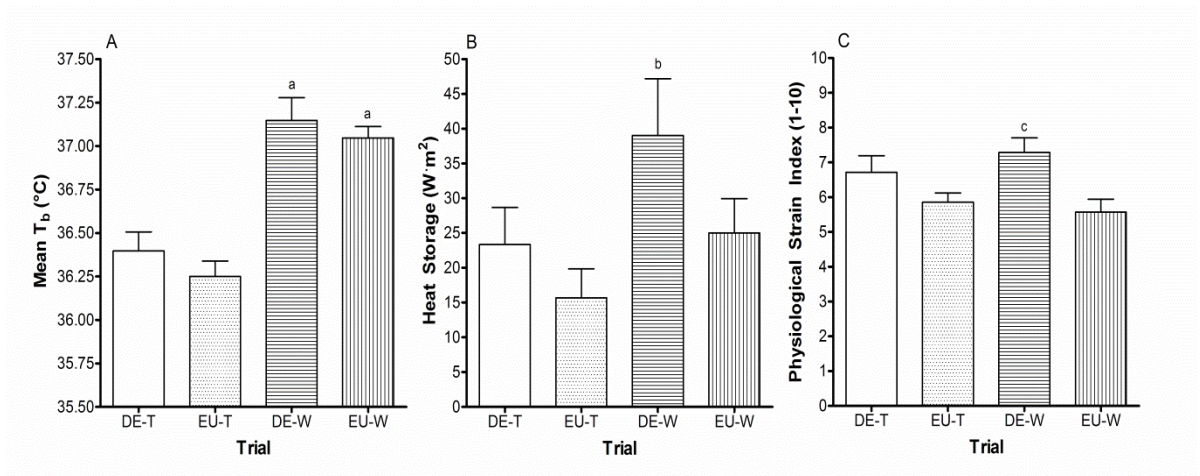 A
Mean Tb (°C)
37.50
37.25
37.00
36.75
36.50
36.25
36.00
35.75
35.50
a
a
DE-T EU-T DE-W EU-W
Trial
B
Heat Storage (W·m²)
50
45
40
35
30
25
20
15
10
5
0
b
DE-T EU-T DE-W EU-W
Trial
C
Physiological Strain Index (1-10)
10
9
8
7
6
5
4
3
2
1
0
c
DE-T EU-T DE-W EU-W
Trial